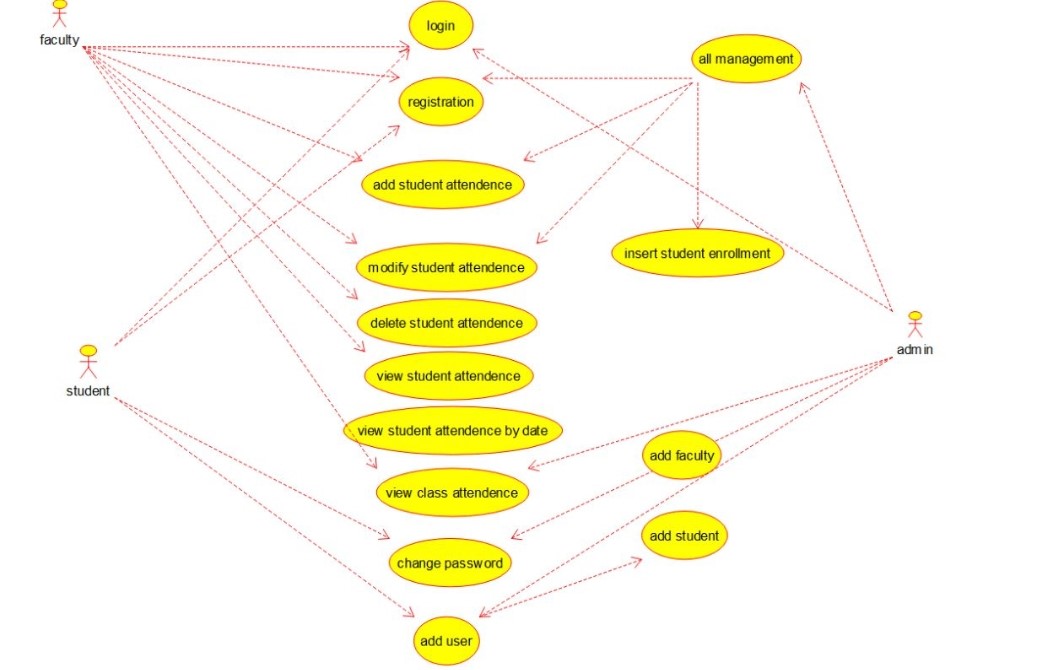 faculty
login
all management
registration
add student attendence
modify student attendence
insert student enrollment
delete student attendence
admin
view student attendence
student
view student attendence by date
add faculty
view class attendence
add student
change password
add user